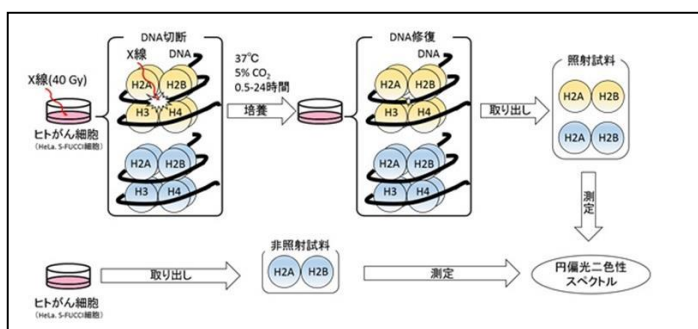 DNA切断
X線
DNA
X線(40 Gy)
H2A H2B
H3 H4
H2A H2B
H3 H4
ヒトがん細胞
(HeLa. S-FUCCI細胞)
37℃
5% CO2
0.5-24時間
培養
DNA修復
DNA
H2A H2B
H3 H4
H2A H2B
H3 H4
取り出し
照射試料
H2A H2B
H2A H2B
測定
円偏光二色性
スペクトル
ヒトがん細胞
(HeLa. S-FUCCI細胞)
取り出し
非照射試料
H2A H2B
測定